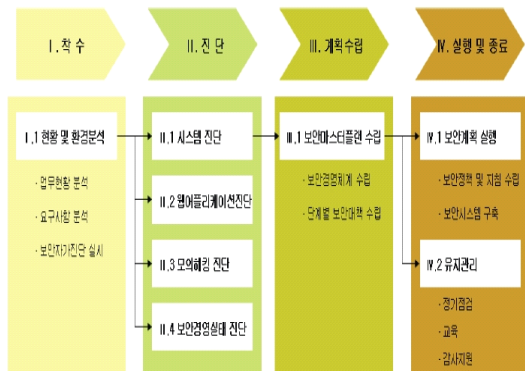 Ⅰ. 착 수
Ⅱ. 진 단
Ⅲ. 계획수립
Ⅳ. 실행 및 종료
Ⅰ.1 현황 및 환경분석
· 업무현황 분석
· 요구사항 분석
· 보안자가진단 실시
Ⅱ.1 시스템 진단
Ⅱ.2 웹어플리케이션진단
Ⅱ.3 모의해킹 진단
Ⅱ.4 보안경영실태 진단
Ⅲ.1 보안마스터플랜 수립
· 보안경영체계 수립
· 단계별 보안대책 수립
Ⅳ.1 보안계획 실행
· 보안정책 및 지침 수립
· 보안시스템 구축
Ⅳ.2 유지관리
· 정기점검
· 교육
· 감사지원